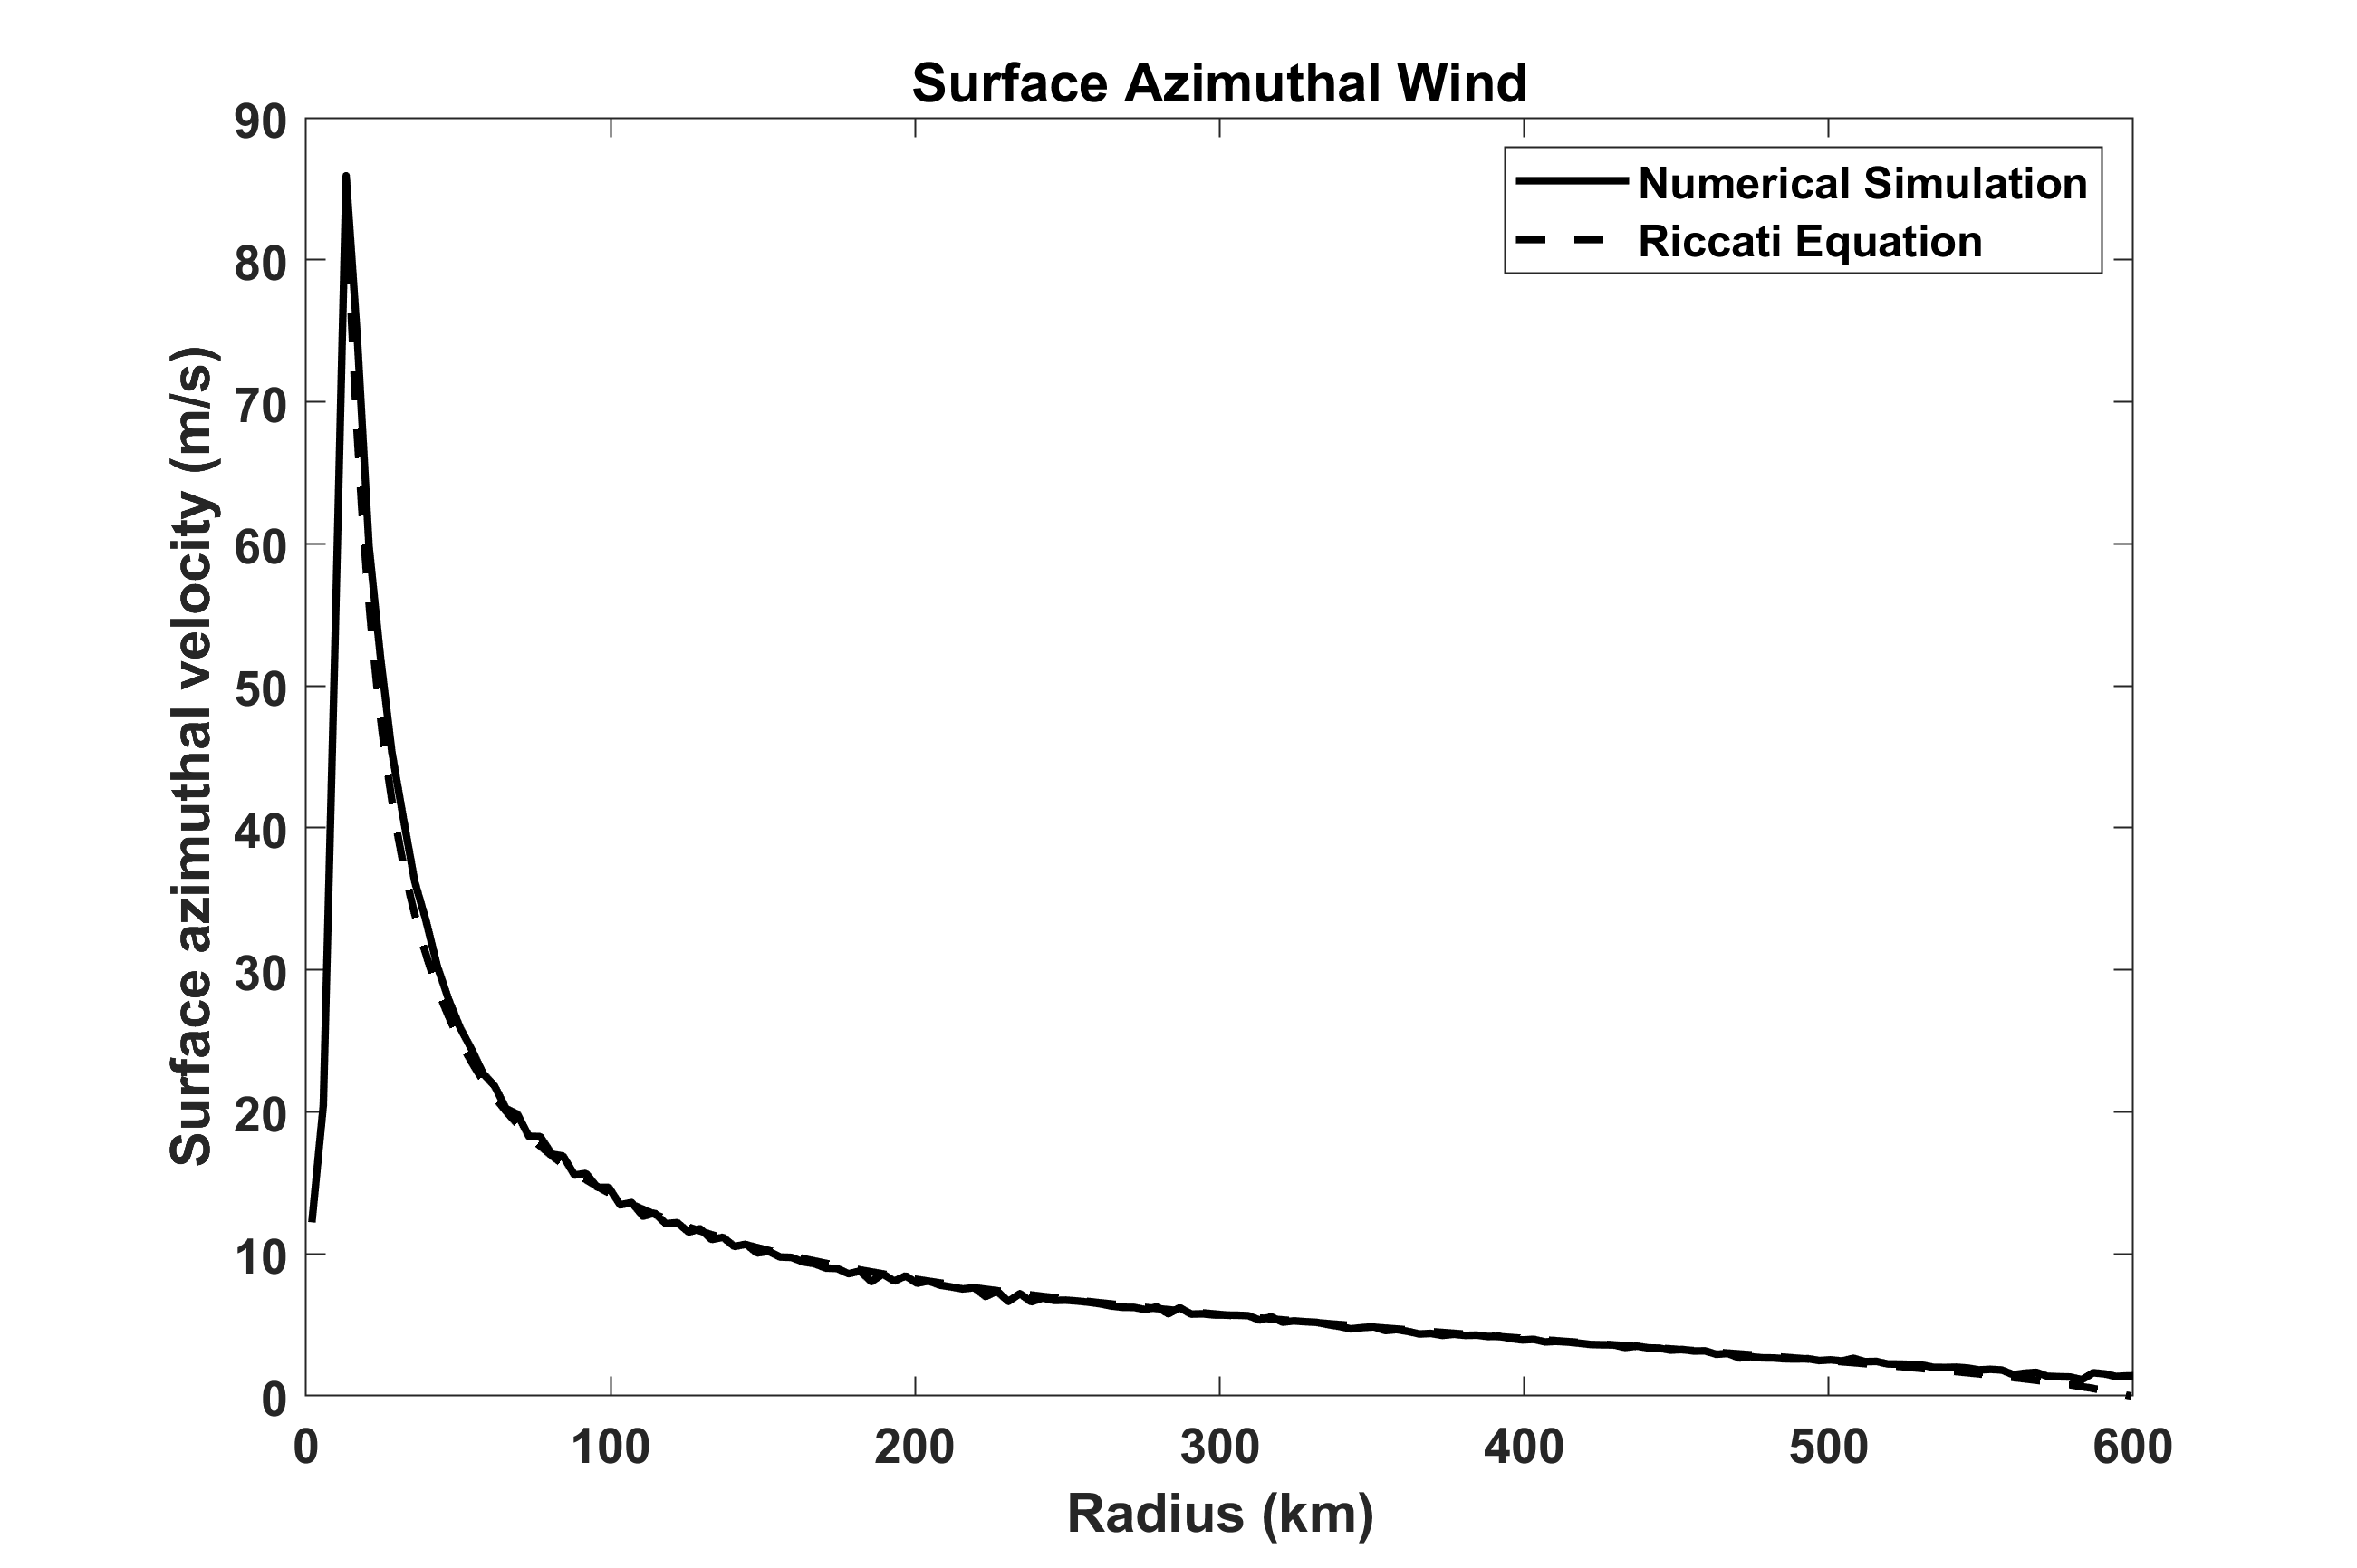 Surface Azimuthal Wind
90
80
70
60
50
40
30
20
10
0
Surface azimuthal velocity (m/s)
Numerical Simulation
Riccati Equation
0 100 200 300 400 500 600
Radius (km)